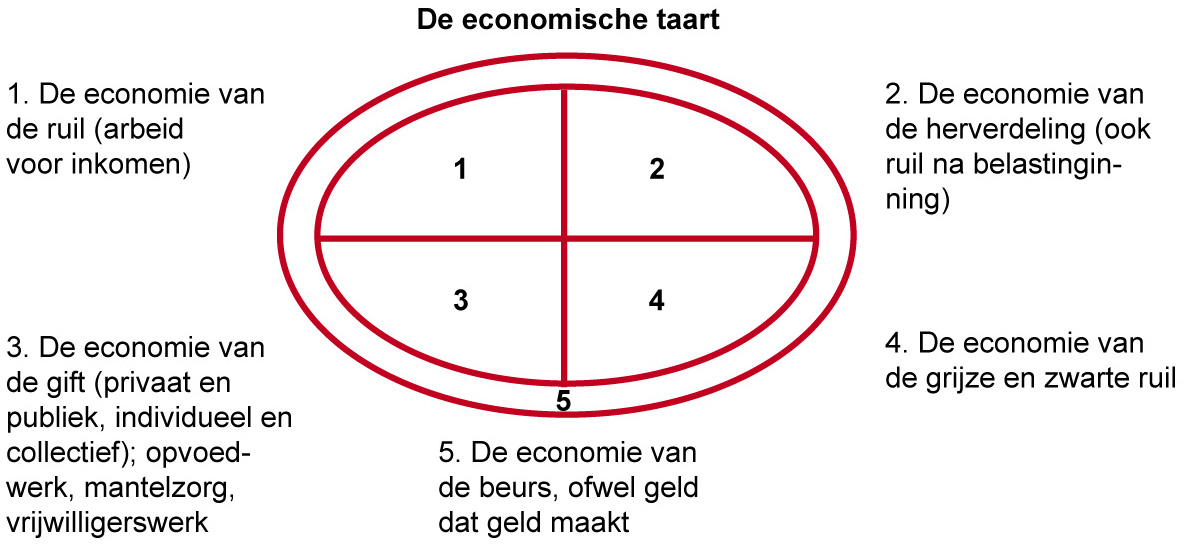 De economische taart
1. De economie van
de ruil (arbeid
voor inkomen)
2. De economie van
de herverdeling (ook
ruil na belastingin-
ning)
1
2
3
4
5
3. De economie van
de gift (privaat en
publiek, individueel en
collectief); opvoed-
werk, mantelzorg,
vrijwilligerswerk
4. De economie van
de grijze en zwarte ruil
5. De economie van
de beurs, ofwel geld
dat geld maakt